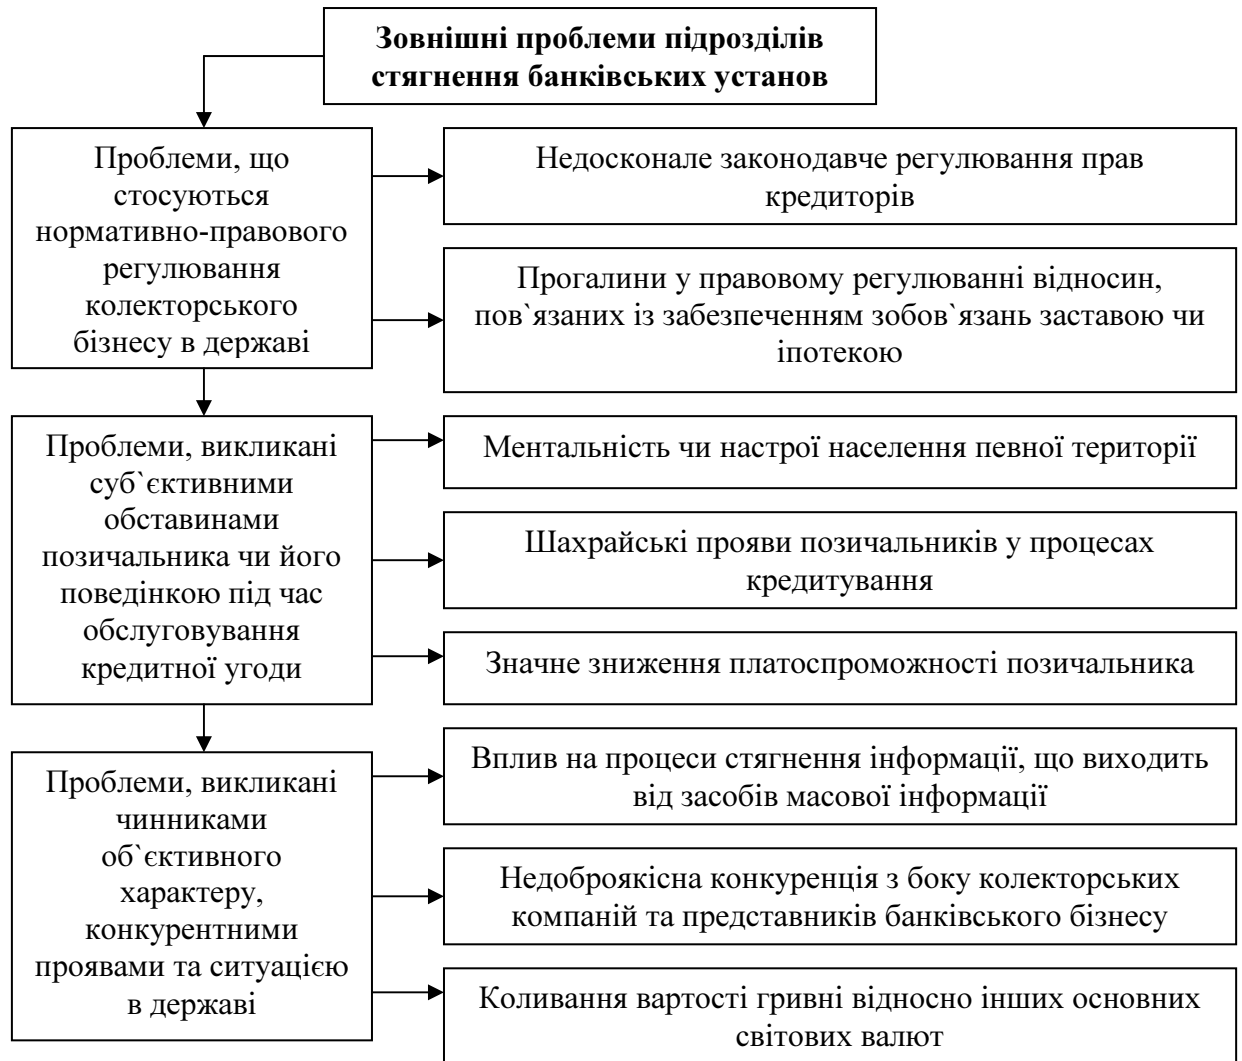 Зовнішні проблеми підрозділів
стягнення банківських установ
Проблеми, що
стосуються
нормативно-правового
регулювання
колекторського
бізнесу в державі
Недосконале законодавче регулювання прав
кредиторів
Прогалини у правовому регулюванні відносин,
пов`язаних із забезпеченням зобов`язань заставою чи
іпотекою
Проблеми, викликані
суб`єктивними
обставинами
позичальника чи його
поведінкою під час
обслуговування
кредитної угоди
Ментальність чи настрої населення певної території
Шахрайські прояви позичальників у процесах
кредитування
Значне зниження платоспроможності позичальника
Проблеми, викликані
чинниками
об`єктивного
характеру,
конкурентними
проявами та ситуацією
в державі
Вплив на процеси стягнення інформації, що виходить
від засобів масової інформації
Недоброякісна конкуренція з боку колекторських
компаній та представників банківського бізнесу
Коливання вартості гривні відносно інших основних
світових валют